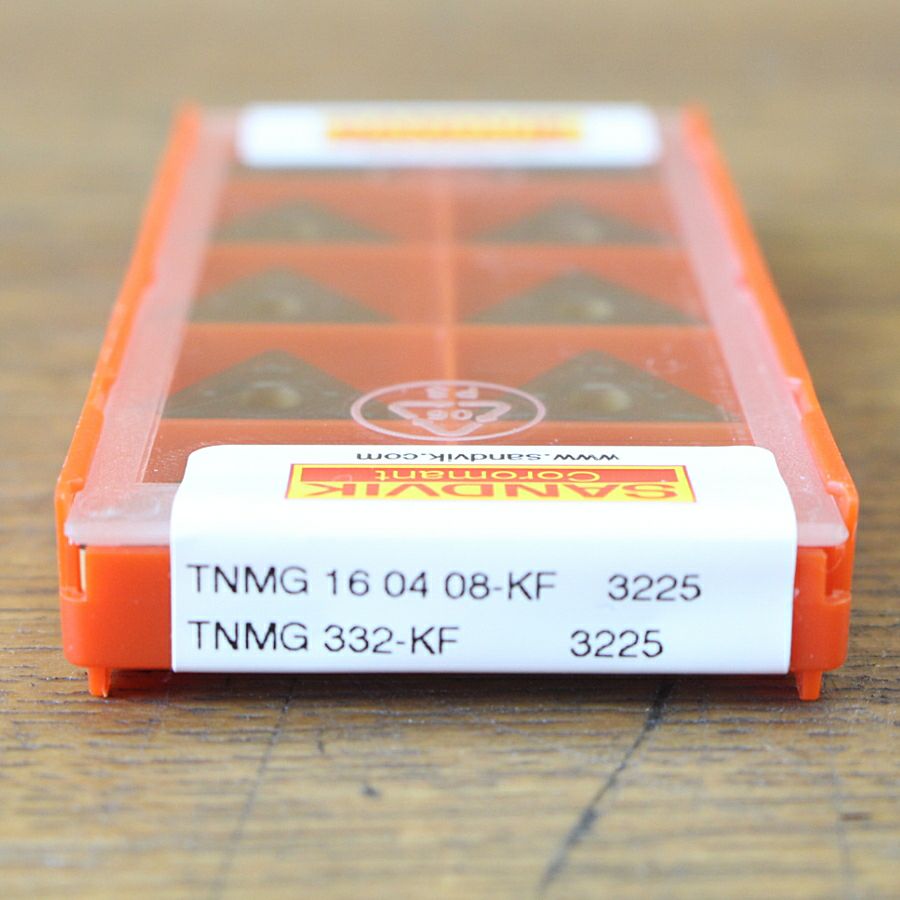 www.sandvik.com
SANDVIK
Coromant
TNMG 16 04 08-KF 3225
TNMG 332-KF 3225